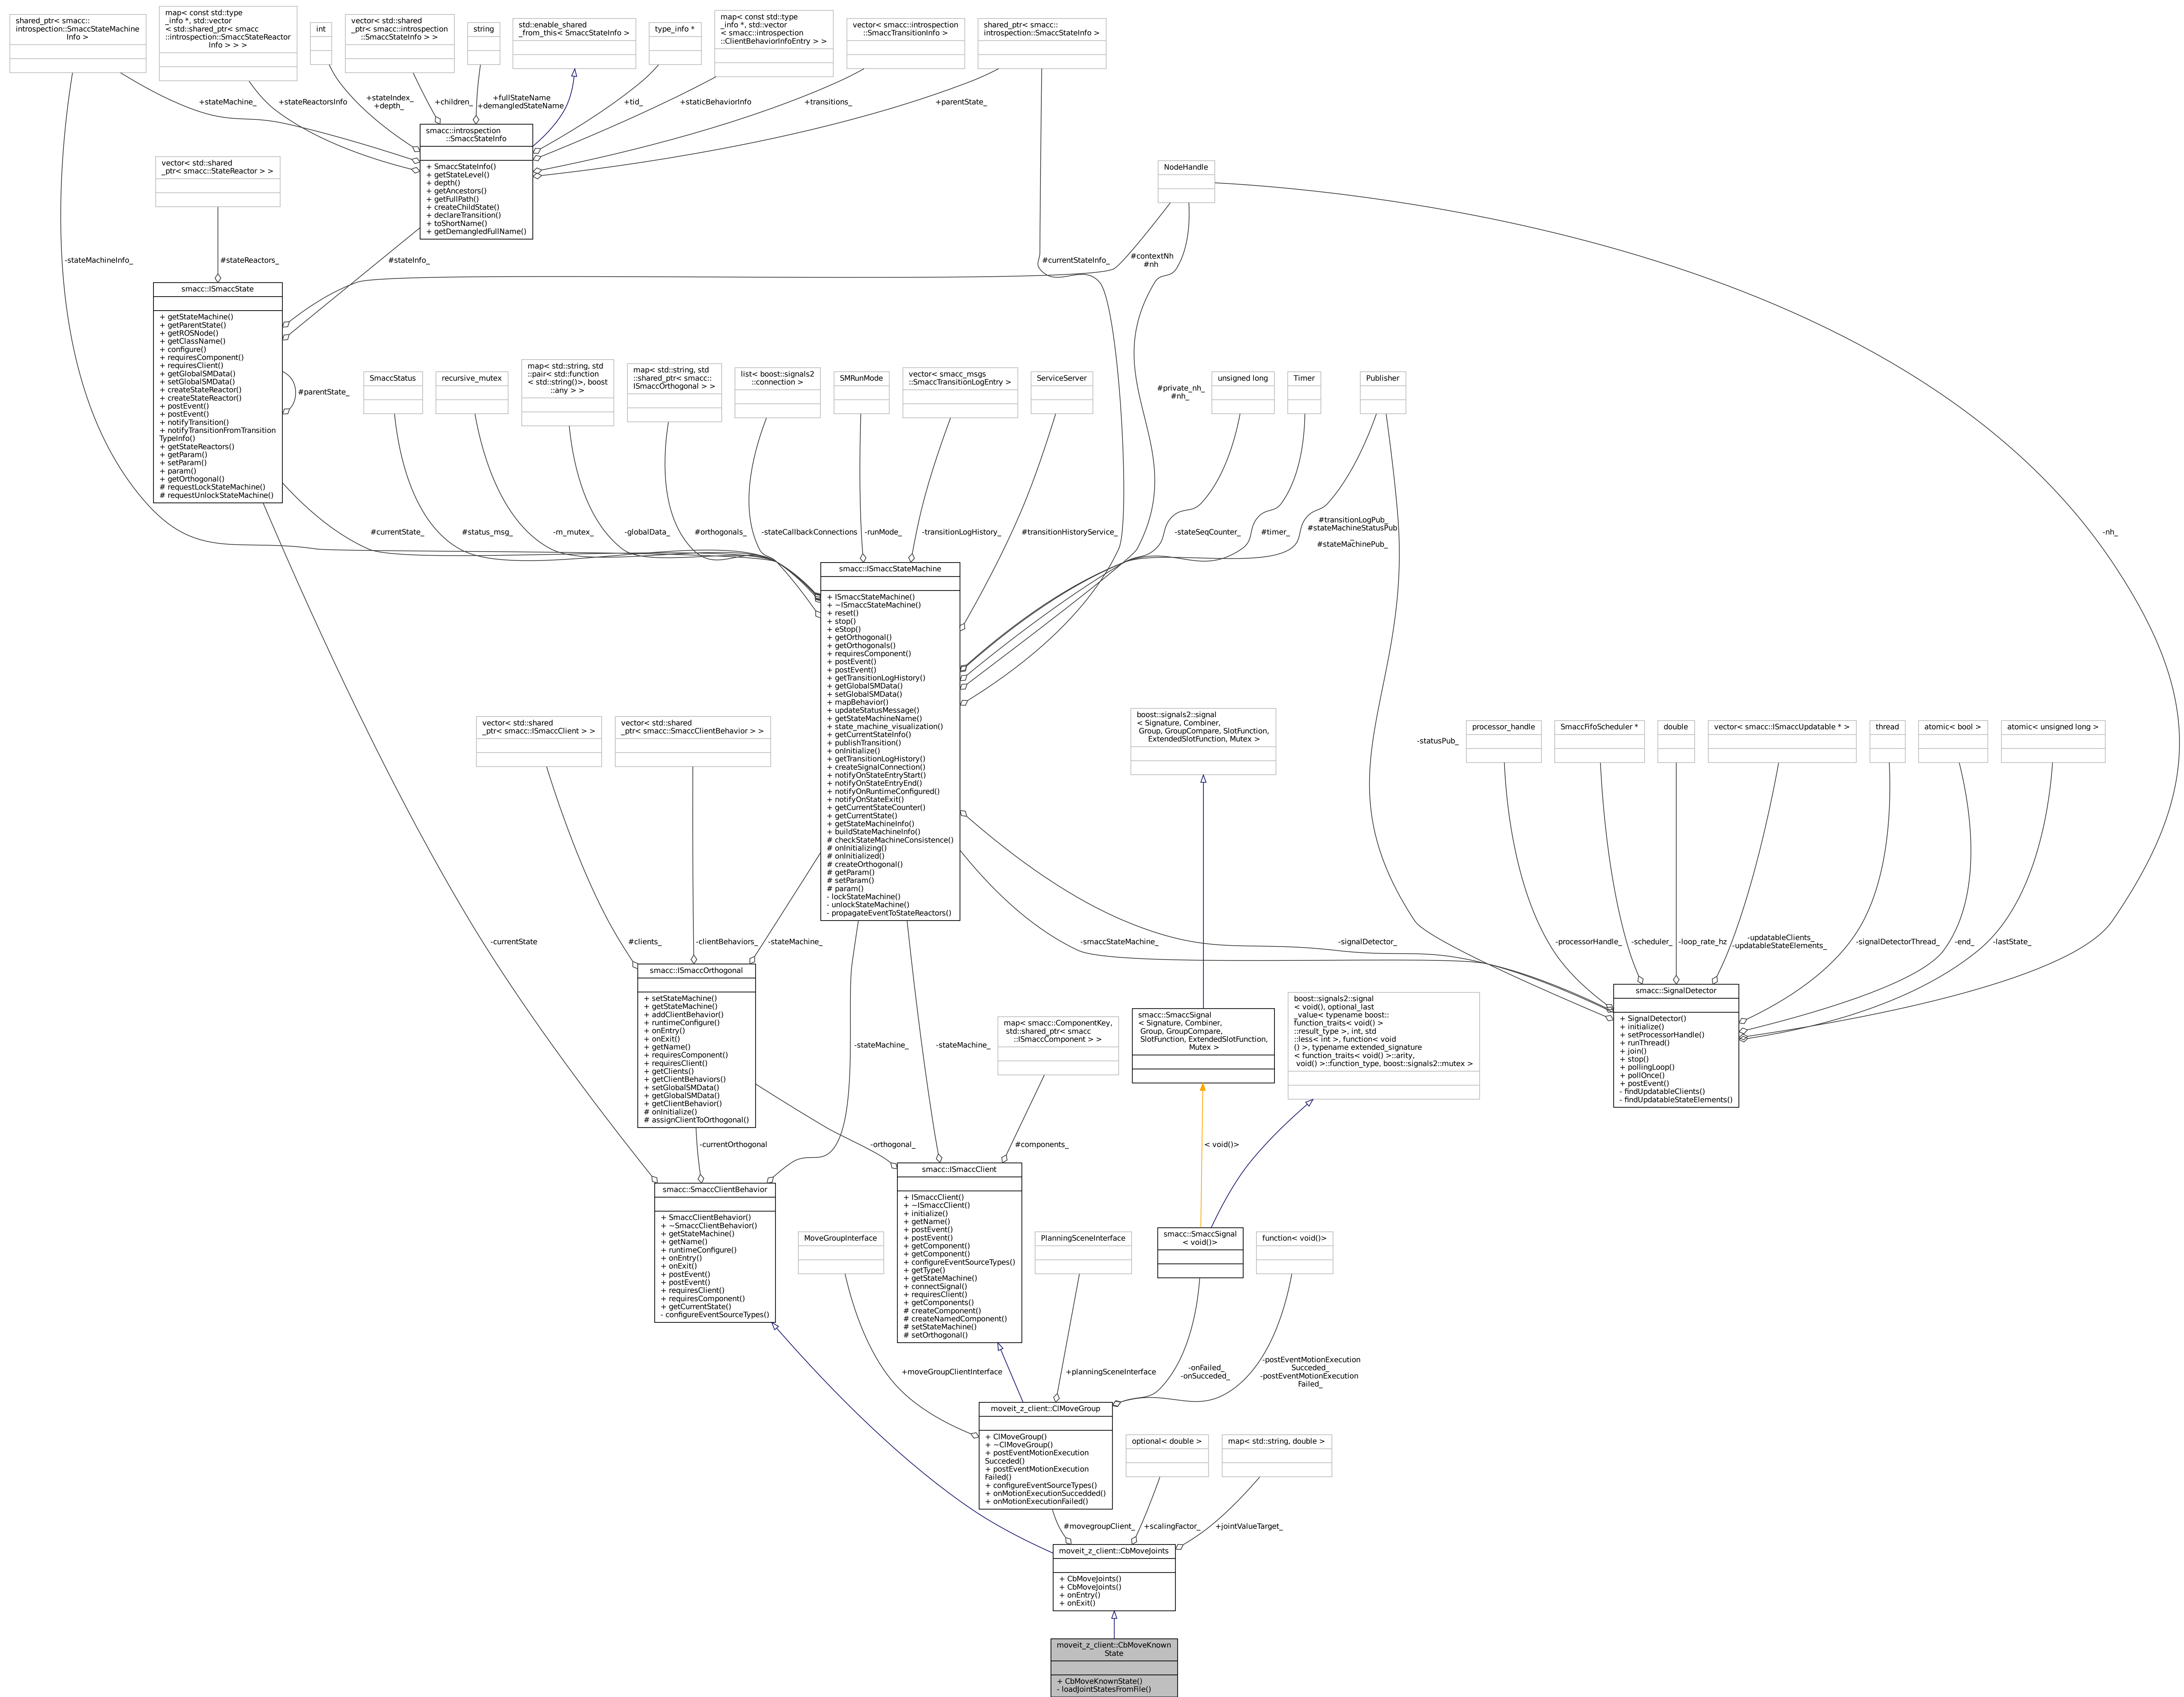 shared_ptr< smacc::
introspection::SmaccStateMachine
Info >
map< const std::type
_info *, std::vector
< std::shared_ptr< smacc
::introspection::SmaccStateReactor
Info > > >
int
vector< std::shared
_ptr< smacc::introspection
::SmaccStateInfo > >
string
std::enable_shared
_from_this< SmaccStateInfo >
type_info *
map< const std::type
_info *, std::vector
< smacc::introspection
::ClientBehaviorInfoEntry > >
vector< smacc::introspection
::SmaccTransitionInfo >
shared_ptr< smacc::
introspection::SmaccStateInfo >
+stateMachine_
+stateReactorsInfo
+stateIndex_
+depth_
+children_
+fullStateName
+demangledStateName
+tid_
+staticBehaviorInfo
+transitions_
+parentState_
smacc::introspection
::SmaccStateInfo
+ SmaccStateInfo()
+ getStateLevel()
+ depth()
+ getAncestors()
+ getFullPath()
+ createChildState()
+ declareTransition()
+ toShortName()
+ getDemangledFullName()
vector< std::shared
_ptr< smacc::StateReactor > >
NodeHandle
-stateMachineInfo_
#stateReactors_
#stateInfo_
#currentStateInfo_
#contextNh
#nh
smacc::ISmaccState
+ getStateMachine()
+ getParentState()
+ getROSNode()
+ getClassName()
+ configure()
+ requiresComponent()
+ requiresClient()
+ getGlobalSMData()
+ setGlobalSMData()
+ createStateReactor()
+ createStateReactor()
+ postEvent()
+ postEvent()
+ notifyTransition()
+ notifyTransitionFromTransition
TypeInfo()
+ getStateReactors()
+ getParam()
+ setParam()
+ param()
+ getOrthogonal()
# requestLockStateMachine()
# requestUnlockStateMachine()
#parentState_
SmaccStatus
recursive_mutex
map< std::string, std
::pair< std::function
< std::string()>, boost
::any > >
map< std::string, std
::shared_ptr< smacc::
ISmaccOrthogonal > >
list< boost::signals2
::connection >
SMRunMode
vector< smacc_msgs
::SmaccTransitionLogEntry >
ServiceServer
#private_nh_
#nh_
unsigned long
Timer
Publisher
#currentState_
#status_msg_
-m_mutex_
-globalData_
#orthogonals_
-stateCallbackConnections
-runMode_
-transitionLogHistory_
#transitionHistoryService_
-stateSeqCounter_
#timer_
#transitionLogPub_
#stateMachineStatusPub
_
#stateMachinePub_
-nh_
smacc::ISmaccStateMachine
+ ISmaccStateMachine()
+ ~ISmaccStateMachine()
+ reset()
+ stop()
+ eStop()
+ getOrthogonal()
+ getOrthogonals()
+ requiresComponent()
+ postEvent()
+ postEvent()
+ getTransitionLogHistory()
+ getGlobalSMData()
+ setGlobalSMData()
+ mapBehavior()
+ updateStatusMessage()
+ getStateMachineName()
+ state_machine_visualization()
+ getCurrentStateInfo()
+ publishTransition()
+ onInitialize()
+ getTransitionLogHistory()
+ createSignalConnection()
+ notifyOnStateEntryStart()
+ notifyOnStateEntryEnd()
+ notifyOnRuntimeConfigured()
+ notifyOnStateExit()
+ getCurrentStateCounter()
+ getCurrentState()
+ getStateMachineInfo()
+ buildStateMachineInfo()
# checkStateMachineConsistence()
# onInitializing()
# onInitialized()
# createOrthogonal()
# getParam()
# setParam()
# param()
- lockStateMachine()
- unlockStateMachine()
- propagateEventToStateReactors()
vector< std::shared
_ptr< smacc::ISmaccClient > >
vector< std::shared
_ptr< smacc::SmaccClientBehavior > >
boost::signals2::signal
< Signature, Combiner,
Group, GroupCompare, SlotFunction,
ExtendedSlotFunction, Mutex >
-statusPub_
processor_handle
SmaccFifoScheduler *
double
vector< smacc::ISmaccUpdatable * >
thread
atomic< bool >
atomic< unsigned long >
-currentState
#clients_
-clientBehaviors_
-stateMachine_
-smaccStateMachine_
-signalDetector_
-processorHandle_
-scheduler_
-loop_rate_hz
-updatableClients_
-updatableStateElements_
-signalDetectorThread_
-end_
-lastState_
smacc::ISmaccOrthogonal
+ setStateMachine()
+ getStateMachine()
+ addClientBehavior()
+ runtimeConfigure()
+ onEntry()
+ onExit()
+ getName()
+ requiresComponent()
+ requiresClient()
+ getClients()
+ getClientBehaviors()
+ setGlobalSMData()
+ getGlobalSMData()
+ getClientBehavior()
# onInitialize()
# assignClientToOrthogonal()
smacc::SignalDetector
+ SignalDetector()
+ initialize()
+ setProcessorHandle()
+ runThread()
+ join()
+ stop()
+ pollingLoop()
+ pollOnce()
+ postEvent()
- findUpdatableClients()
- findUpdatableStateElements()
-stateMachine_
-stateMachine_
map< smacc::ComponentKey,
std::shared_ptr< smacc
::ISmaccComponent > >
smacc::SmaccSignal
< Signature, Combiner,
Group, GroupCompare,
SlotFunction, ExtendedSlotFunction,
Mutex >
boost::signals2::signal
< void(), optional_last
_value< typename boost::
function_traits< void() >
::result_type >, int, std
::less< int >, function< void
() >, typename extended_signature
< function_traits< void() >::arity,
void() >::function_type, boost::signals2::mutex >
-currentOrthogonal
-orthogonal_
#components_
< void()>
smacc::SmaccClientBehavior
+ SmaccClientBehavior()
+ ~SmaccClientBehavior()
+ getStateMachine()
+ getName()
+ runtimeConfigure()
+ onEntry()
+ onExit()
+ postEvent()
+ postEvent()
+ requiresClient()
+ requiresComponent()
+ getCurrentState()
- configureEventSourceTypes()
smacc::ISmaccClient
+ ISmaccClient()
+ ~ISmaccClient()
+ initialize()
+ getName()
+ postEvent()
+ postEvent()
+ getComponent()
+ getComponent()
+ configureEventSourceTypes()
+ getType()
+ getStateMachine()
+ connectSignal()
+ requiresClient()
+ getComponents()
# createComponent()
# createNamedComponent()
# setStateMachine()
# setOrthogonal()
MoveGroupInterface
PlanningSceneInterface
smacc::SmaccSignal
< void()>
function< void()>
+moveGroupClientInterface
+planningSceneInterface
-onFailed_
-onSucceded_
-postEventMotionExecution
Succeded_
-postEventMotionExecution
Failed_
moveit_z_client::ClMoveGroup
+ ClMoveGroup()
+ ~ClMoveGroup()
+ postEventMotionExecution
Succeded()
+ postEventMotionExecution
Failed()
+ configureEventSourceTypes()
+ onMotionExecutionSuccedded()
+ onMotionExecutionFailed()
optional< double >
map< std::string, double >
#movegroupClient_
+scalingFactor_
+jointValueTarget_
moveit_z_client::CbMoveJoints
+ CbMoveJoints()
+ CbMoveJoints()
+ onEntry()
+ onExit()
moveit_z_client::CbMoveKnown
State
+ CbMoveKnownState()
- loadJointStatesFromFile()